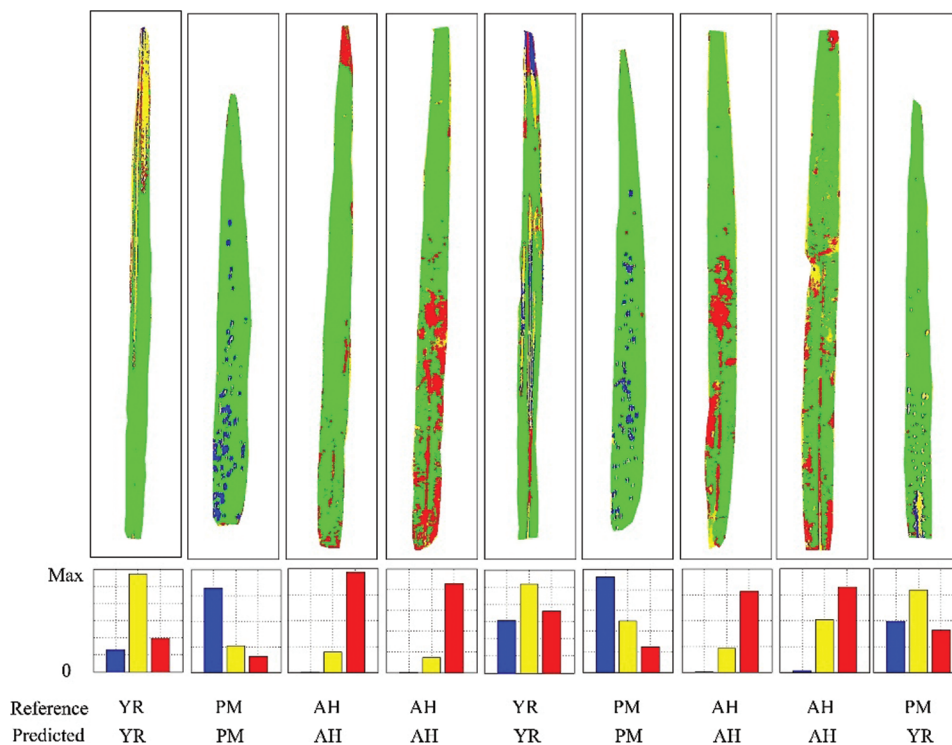 Max
0
Reference YR PM AH AH YR PM AH AH PM
Predicted YR PM AH AH YR PM AH AH YR